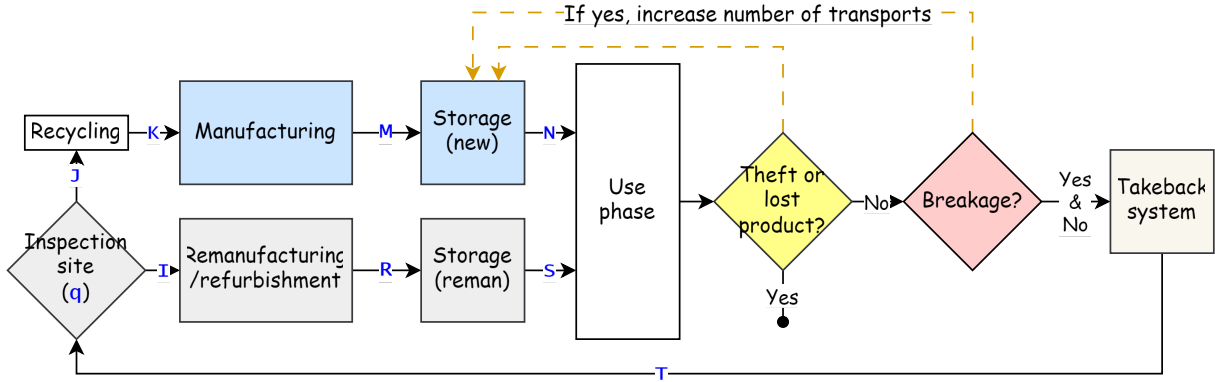 If yes, increase number of transports
Recycling
K
Manufacturing
M
Storage
(new)
N
J
Use
phase
Theft or
lost
product?
No
Breakage?
Yes
&
No
Takeback
system
Inspection
site
(q)
I
Remanufacturing
/refurbishment
R
Storage
(reman)
S
Yes
T